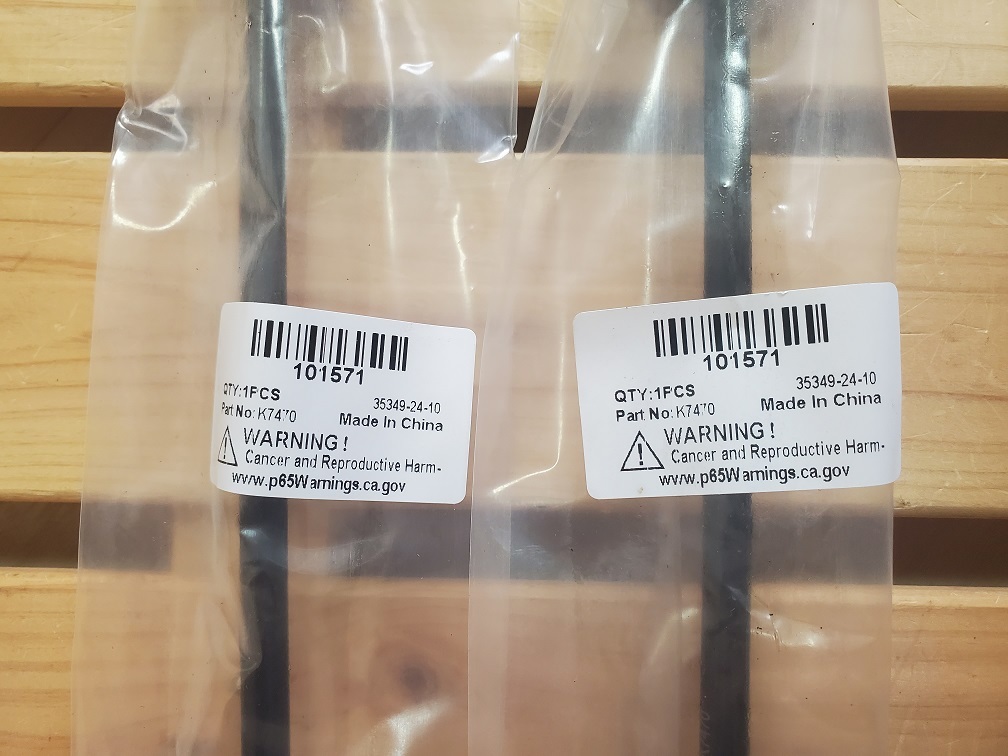 101571
QTY:1PCS
35349-24-10
Part No: K7470
Made In China
WARNING!
Cancer and Reproductive Harm-
www.p65Warnings.ca.gov
101571
QTY:1PCS
35349-24-10
Part No: K7470
Made In China
WARNING!
Cancer and Reproductive Harm-
www.p65Warnings.ca.gov